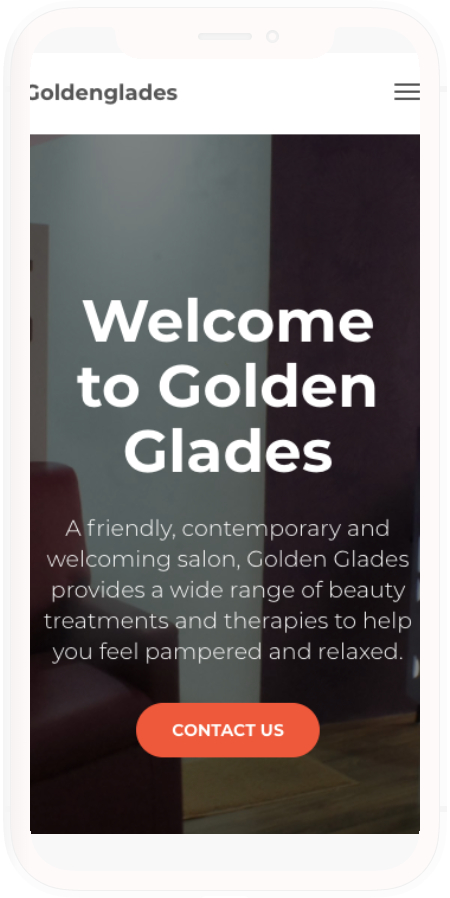 Goldenglades
Welcome
to Golden
Glades
A friendly, contemporary and
welcoming salon, Golden Glades
provides a wide range of beauty
treatments and therapies to help
you feel pampered and relaxed.
CONTACT US